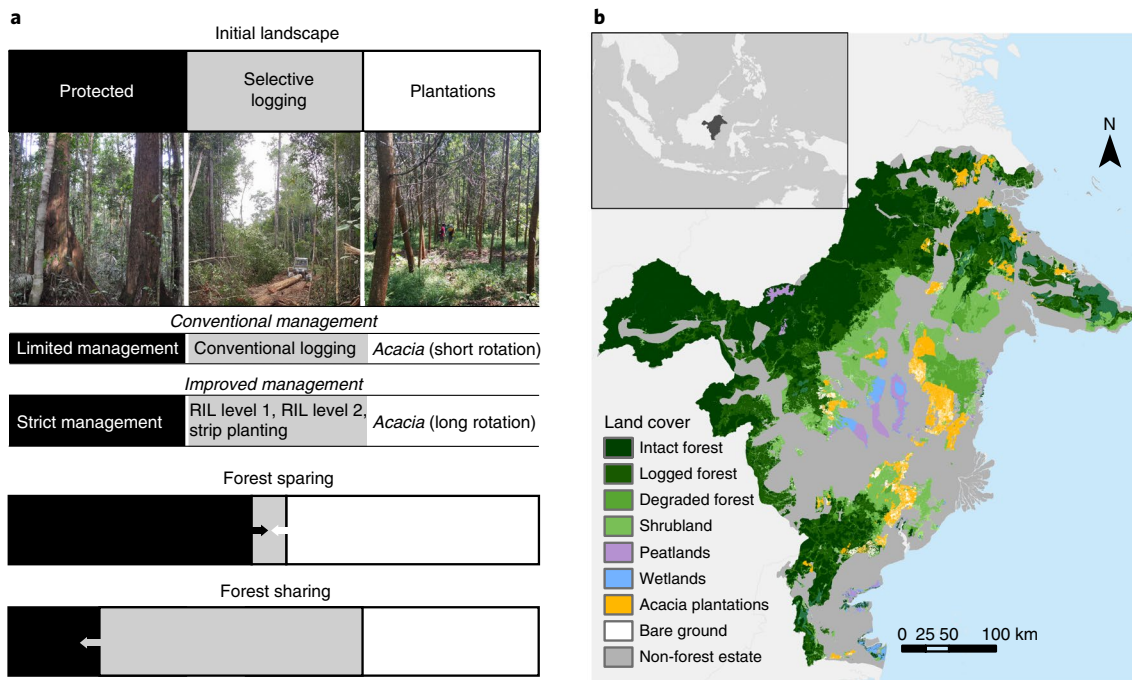 a
Initial landscape
Protected
Selective
logging
Plantations
Conventional management
Limited management
Conventional logging
Acacia (short rotation)
Improved management
Strict management
RIL level 1, RIL level 2,
strip planting
Acacia (long rotation)
Forest sparing
Forest sharing
b
N
Land cover
Intact forest
Logged forest
Degraded forest
Shrubland
Peatlands
Wetlands
Acacia plantations
Bare ground
Non-forest estate
0 25 50 100 km